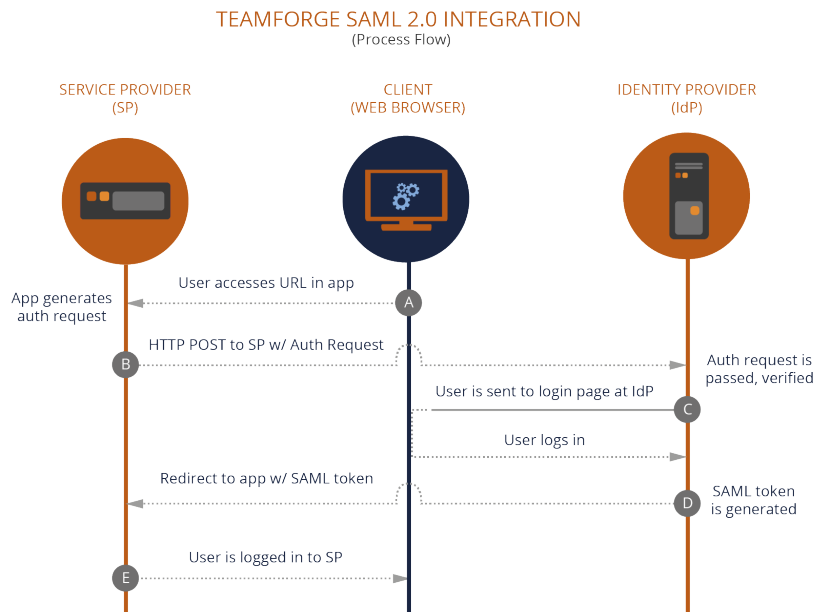 TEAMFORGE SAML 2.0 INTEGRATION
(Process Flow)
SERVICE PROVIDER
(SP)
CLIENT
(WEB BROWSER)
IDENTITY PROVIDER
(IdP)
User accesses URL in app
A
App generates
auth request
HTTP POST to SP w/ Auth Request
B
Auth request is
passed, verified
User is sent to login page at IdP
C
User logs in
Redirect to app w/ SAML token
D
SAML token
is generated
User is logged in to SP
E